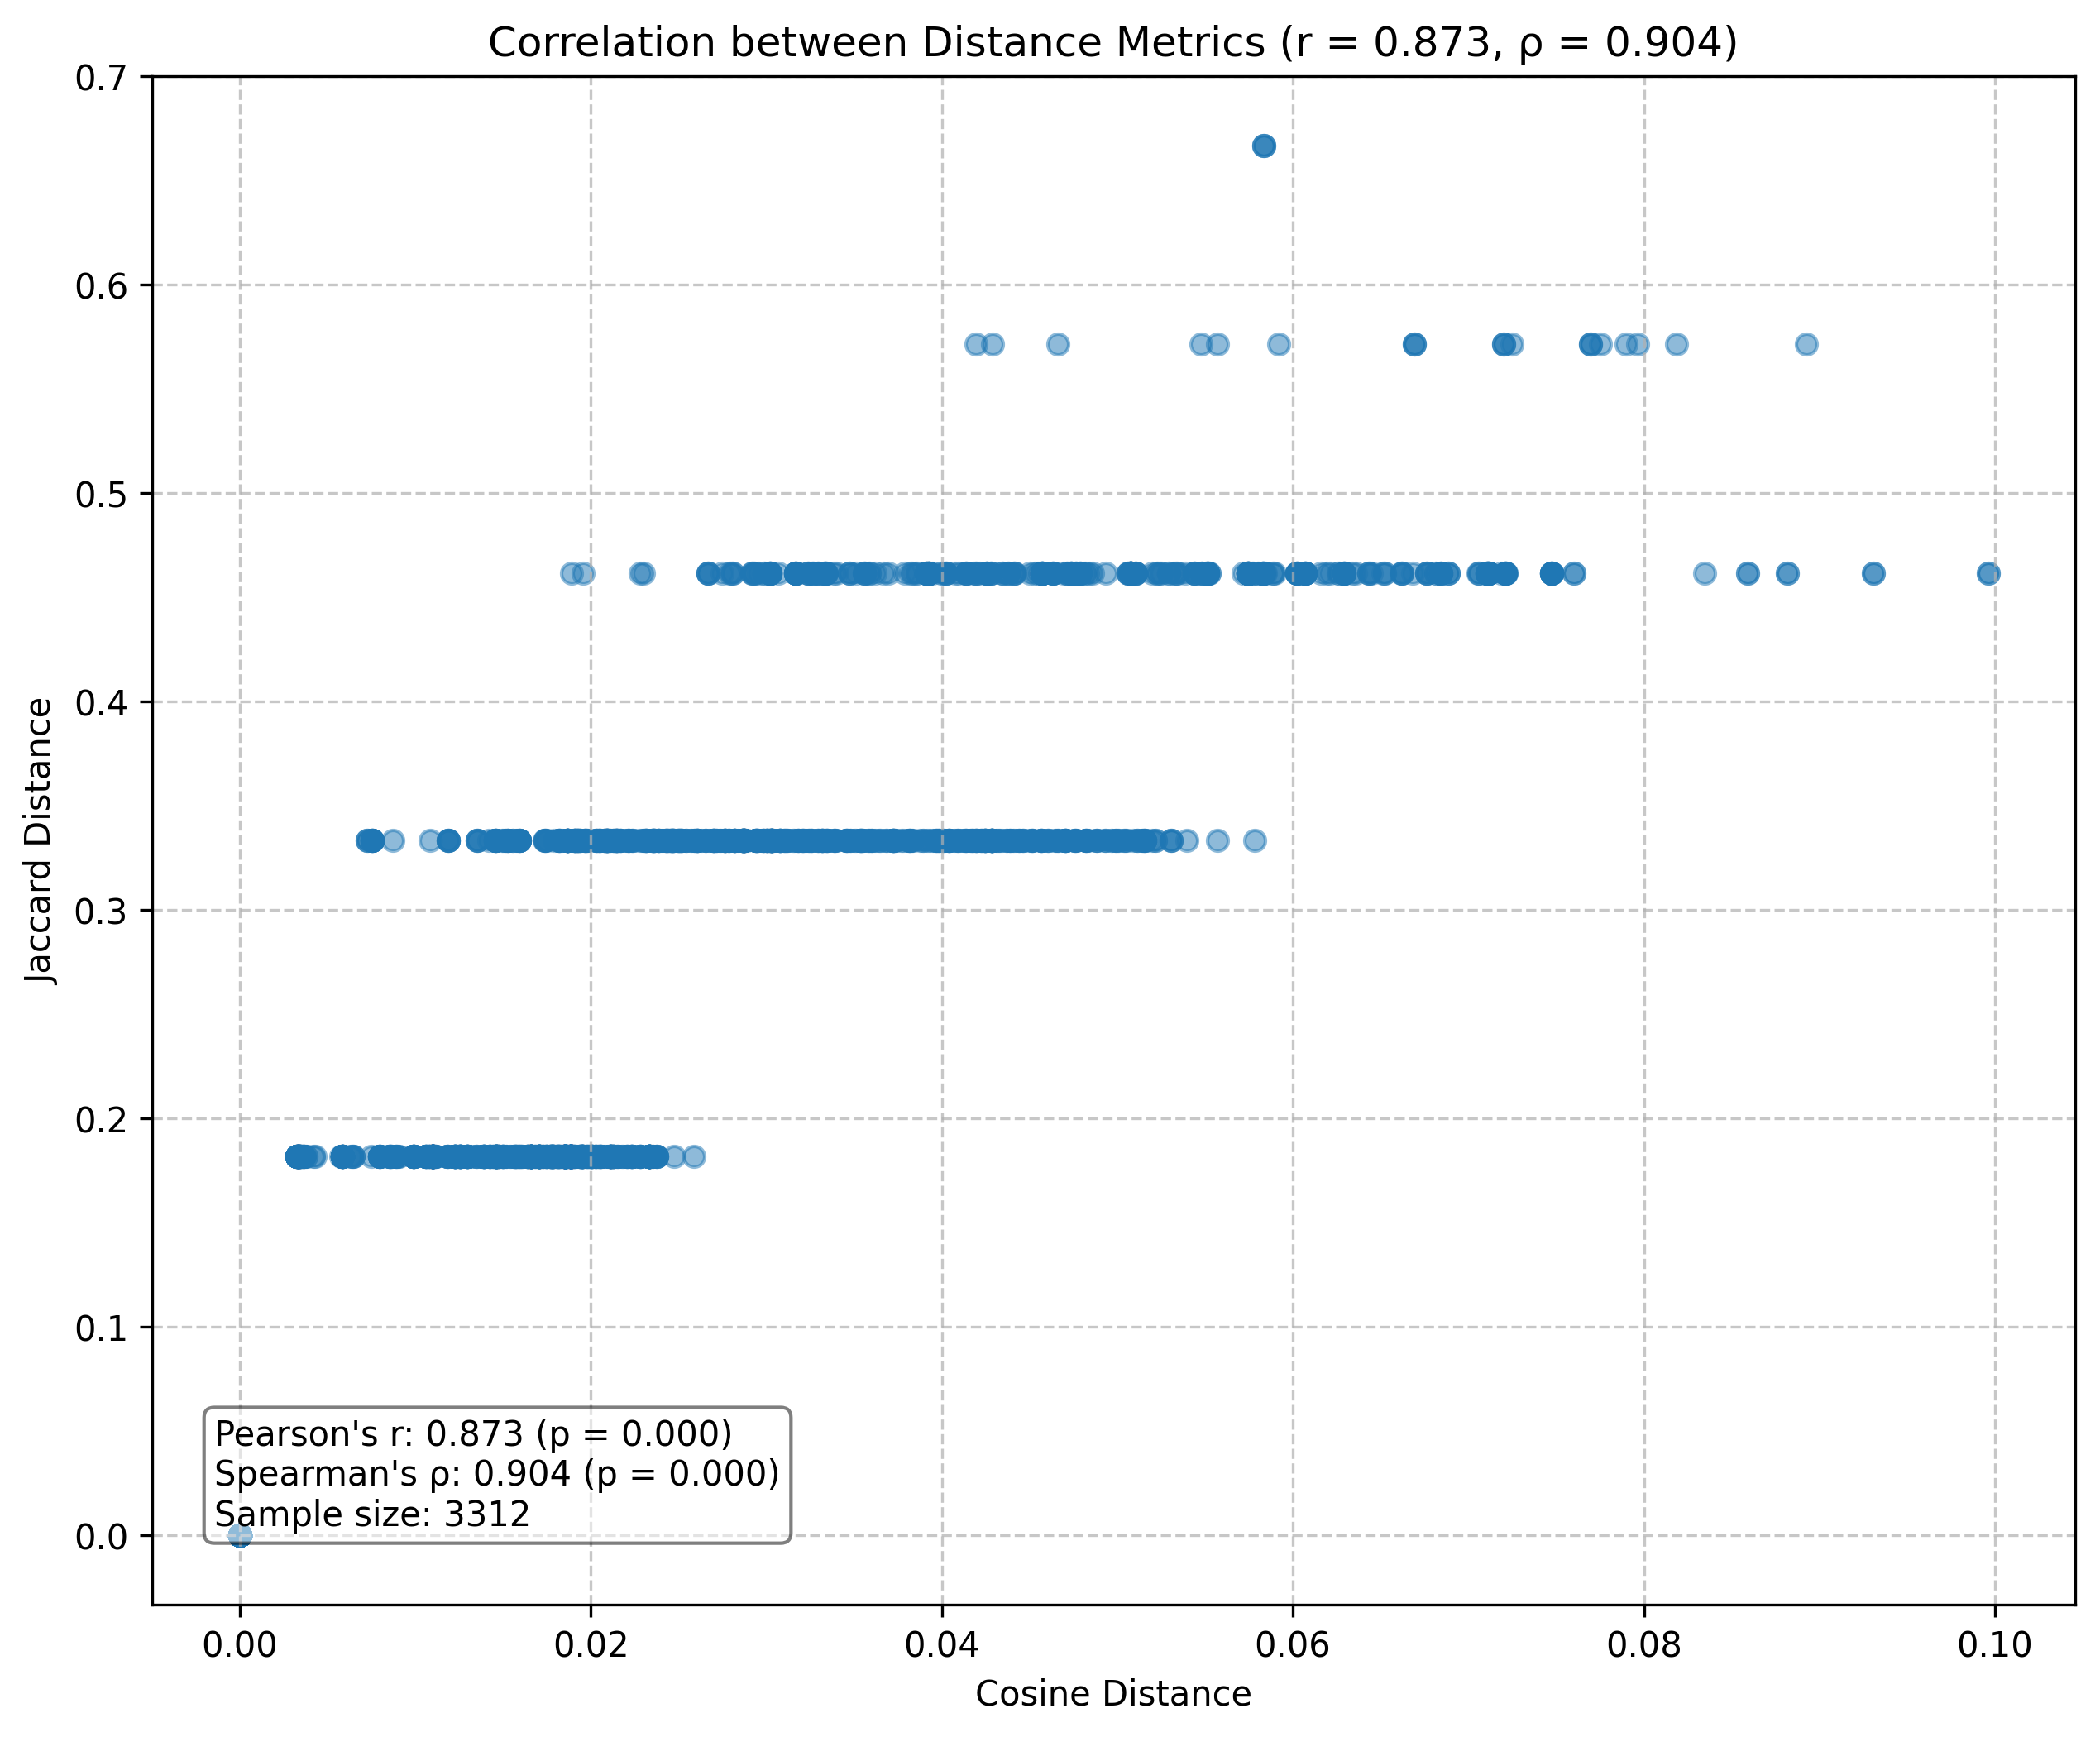 Correlation between Distance Metrics (r = 0.873, ρ = 0.904)
0.7
0.6
0.5
0.4
0.3
0.2
0.1
0.0
Jaccard Distance
Pearson's r: 0.873 (p = 0.000)
Spearman's ρ: 0.904 (p = 0.000)
Sample size: 3312
0.00 0.02 0.04 0.06 0.08 0.10
Cosine Distance